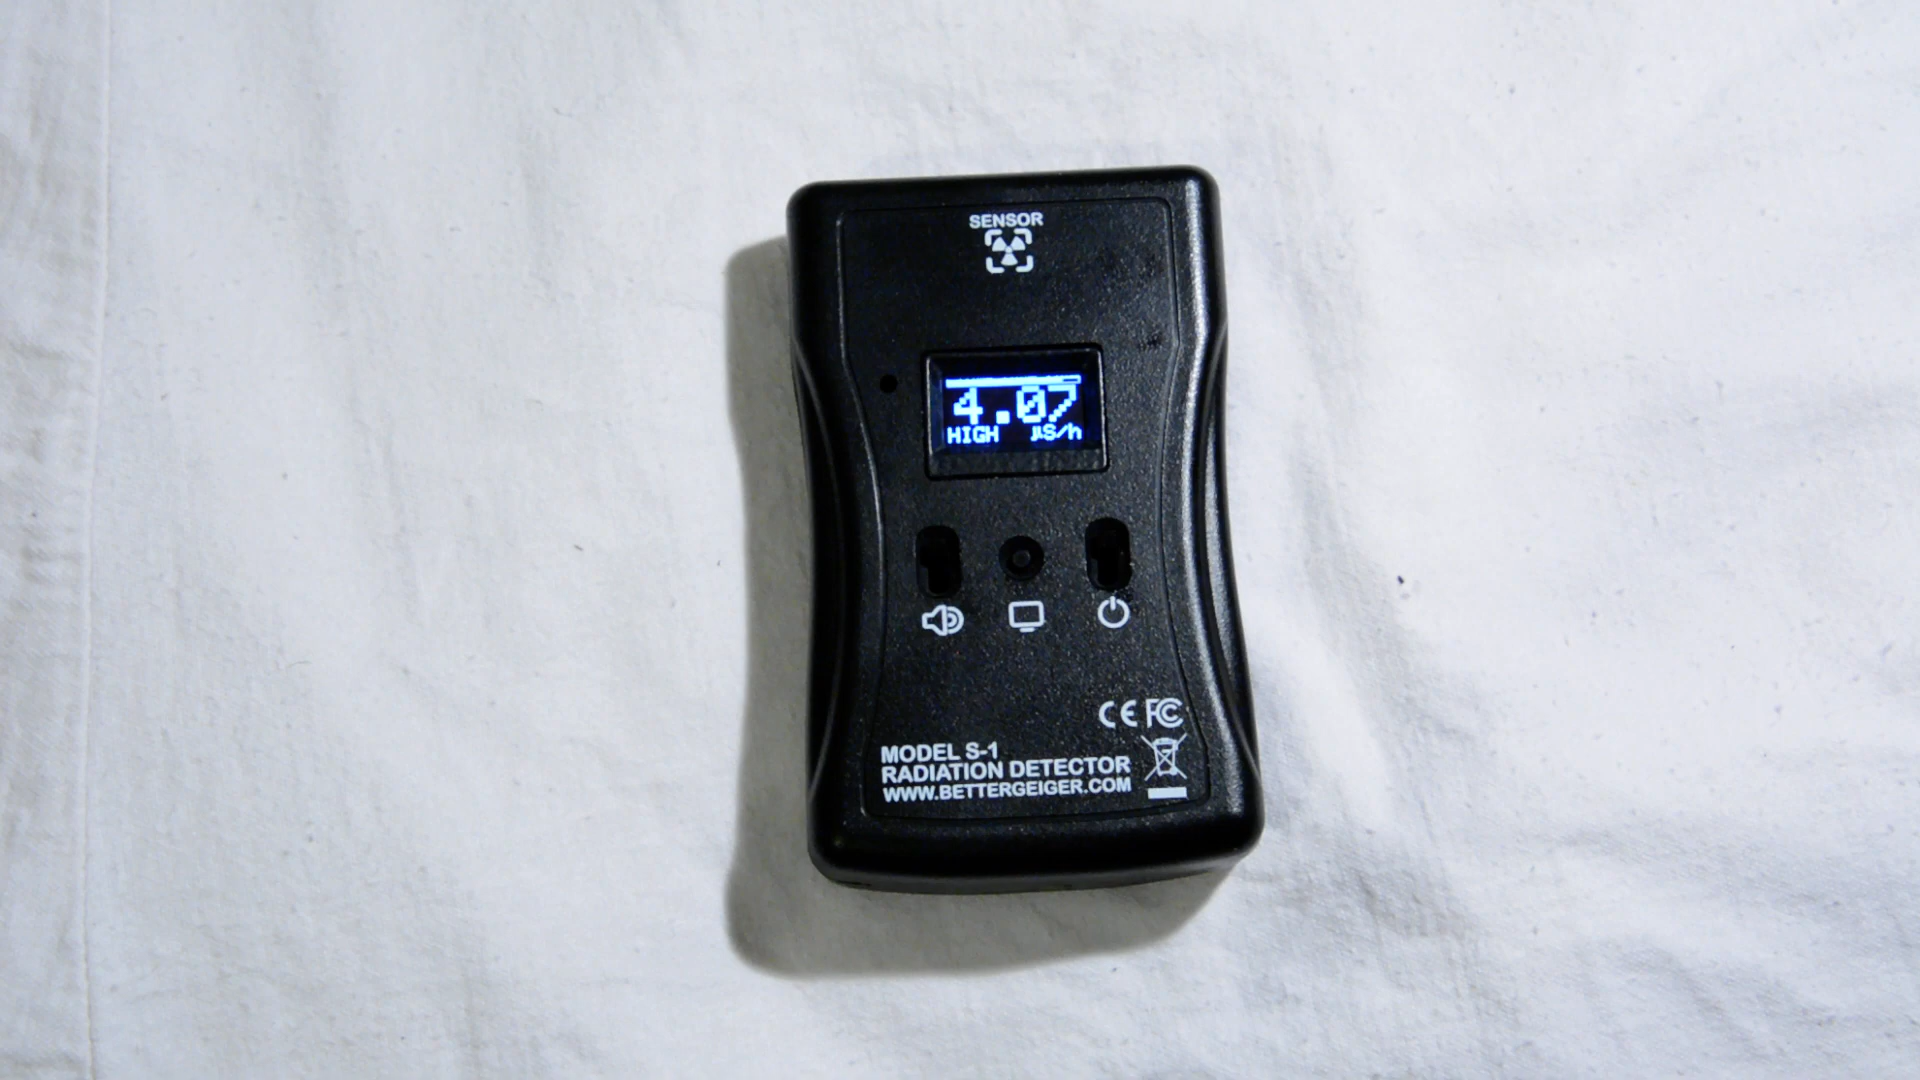 SENSOR
4.07
HIGH µS/h
CE FC
MODEL S-1
RADIATION DETECTOR
WWW.BETTERGEIGER.COM